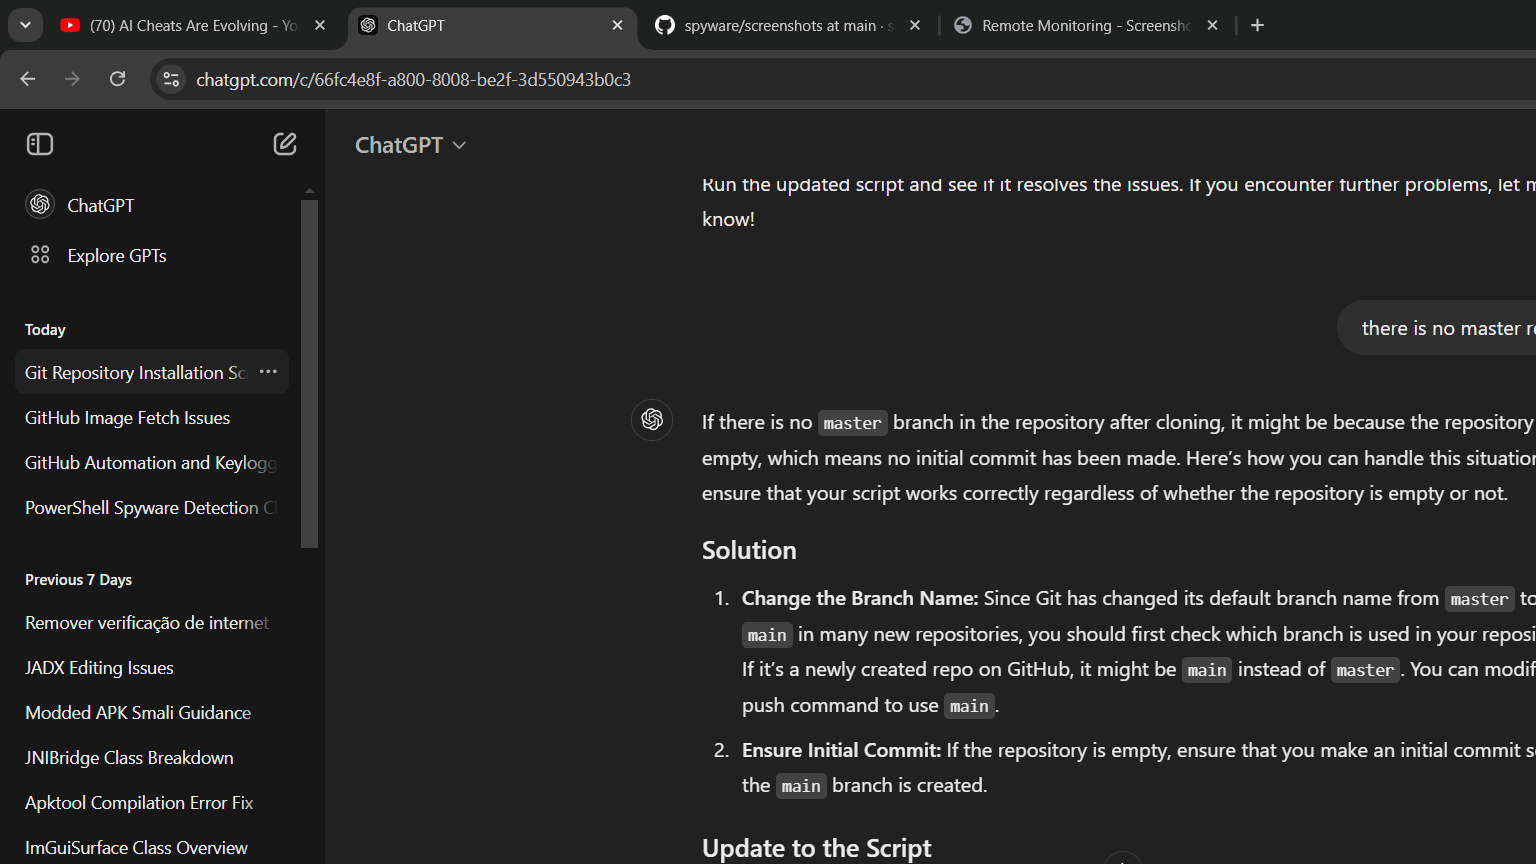 (70) AI Cheats Are Evolving - Yo
ChatGPT
spyware/screenshots at main · s
Remote Monitoring - Screensho
chatgpt.com/c/66fc4e8f-a800-8008-be2f-3d550943b0c3
ChatGPT
Explore GPTs
Today
Git Repository Installation Sc
GitHub Image Fetch Issues
GitHub Automation and Keylogg
PowerShell Spyware Detection C
Previous 7 Days
Remover verificação de internet
JADX Editing Issues
Modded APK Smali Guidance
JNIBridge Class Breakdown
Apktool Compilation Error Fix
ImGuiSurface Class Overview
ChatGPT
Run the updated script and see if it resolves the issues. If you encounter further problems, let m
know!
there is no master re
If there is no master branch in the repository after cloning, it might be because the repository
empty, which means no initial commit has been made. Here’s how you can handle this situation
ensure that your script works correctly regardless of whether the repository is empty or not.
Solution
1. Change the Branch Name: Since Git has changed its default branch name from master to
main in many new repositories, you should first check which branch is used in your reposi
If it’s a newly created repo on GitHub, it might be main instead of master. You can modif
push command to use main.
2. Ensure Initial Commit: If the repository is empty, ensure that you make an initial commit s
the main branch is created.
Update to the Script